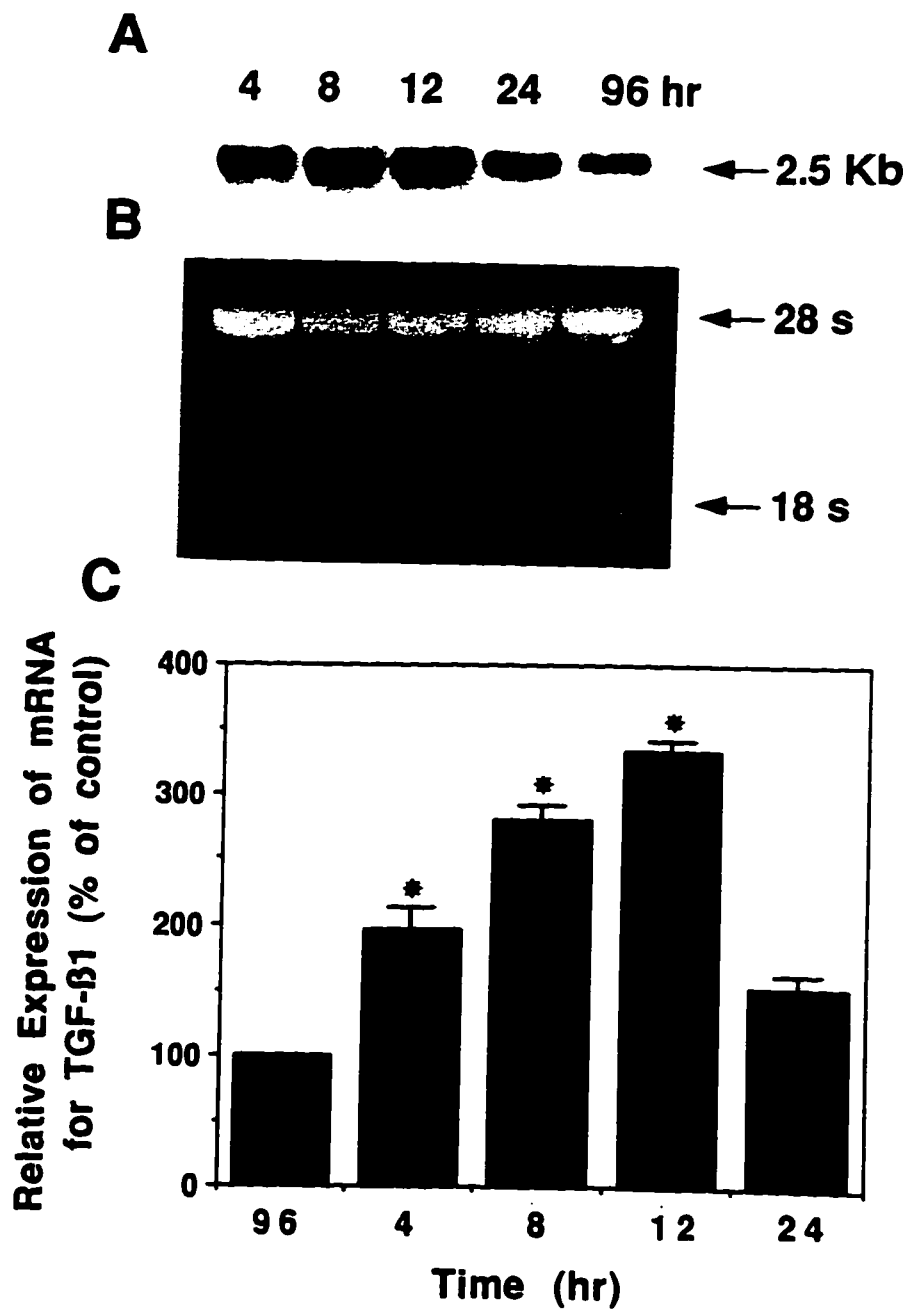 A
4 8 12 24 96 hr
2.5 Kb
B
28 s
18 s
C
Relative Expression of mRNA
for TGF-ß1 (% of control)
400
300
200
100
0
*
*
*
96 4 8 12 24
Time (hr)